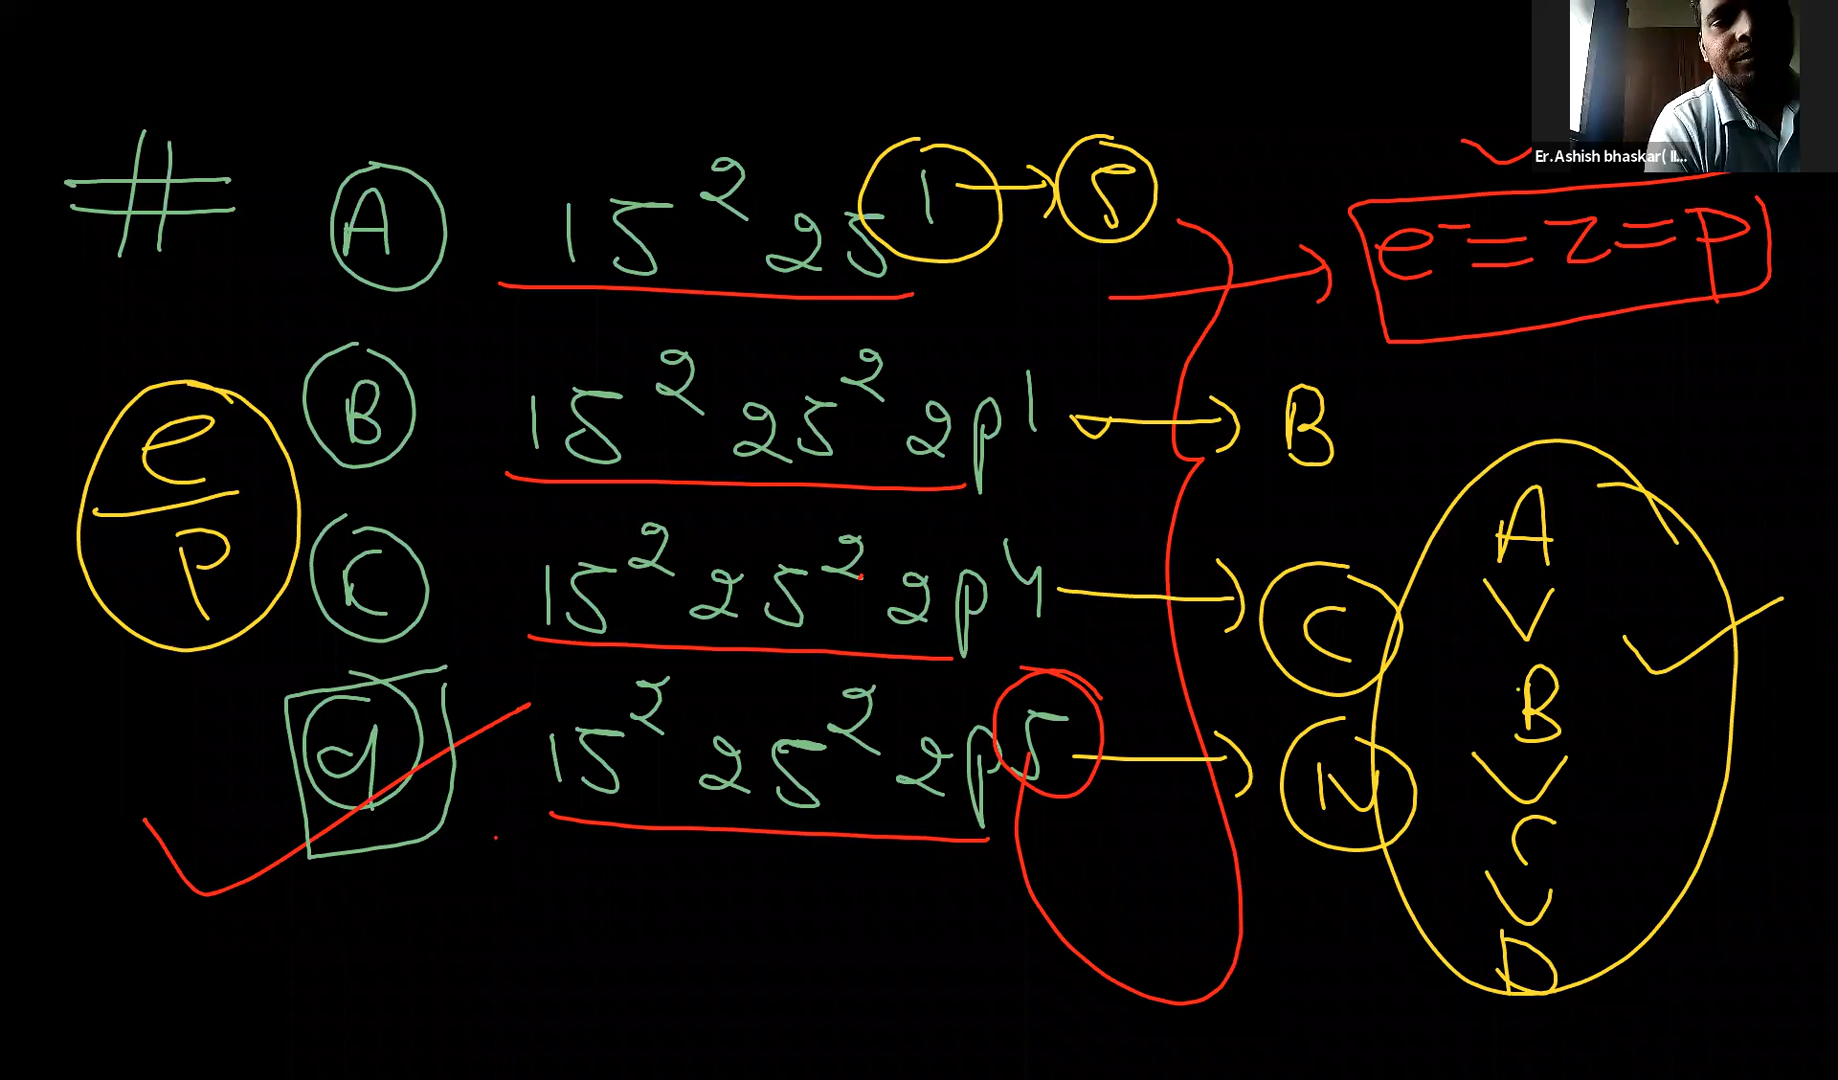 Er.Ashish bhaskar( II...
# A 1s² 2s¹ → 5
e⁻ = Z = P
B 1s² 2s² 2p¹ → B
e/p
C 1s² 2s² 2p⁴ → C
d 1s² 2s² 2p⁵ → N
A
V
B
V
C
V
D